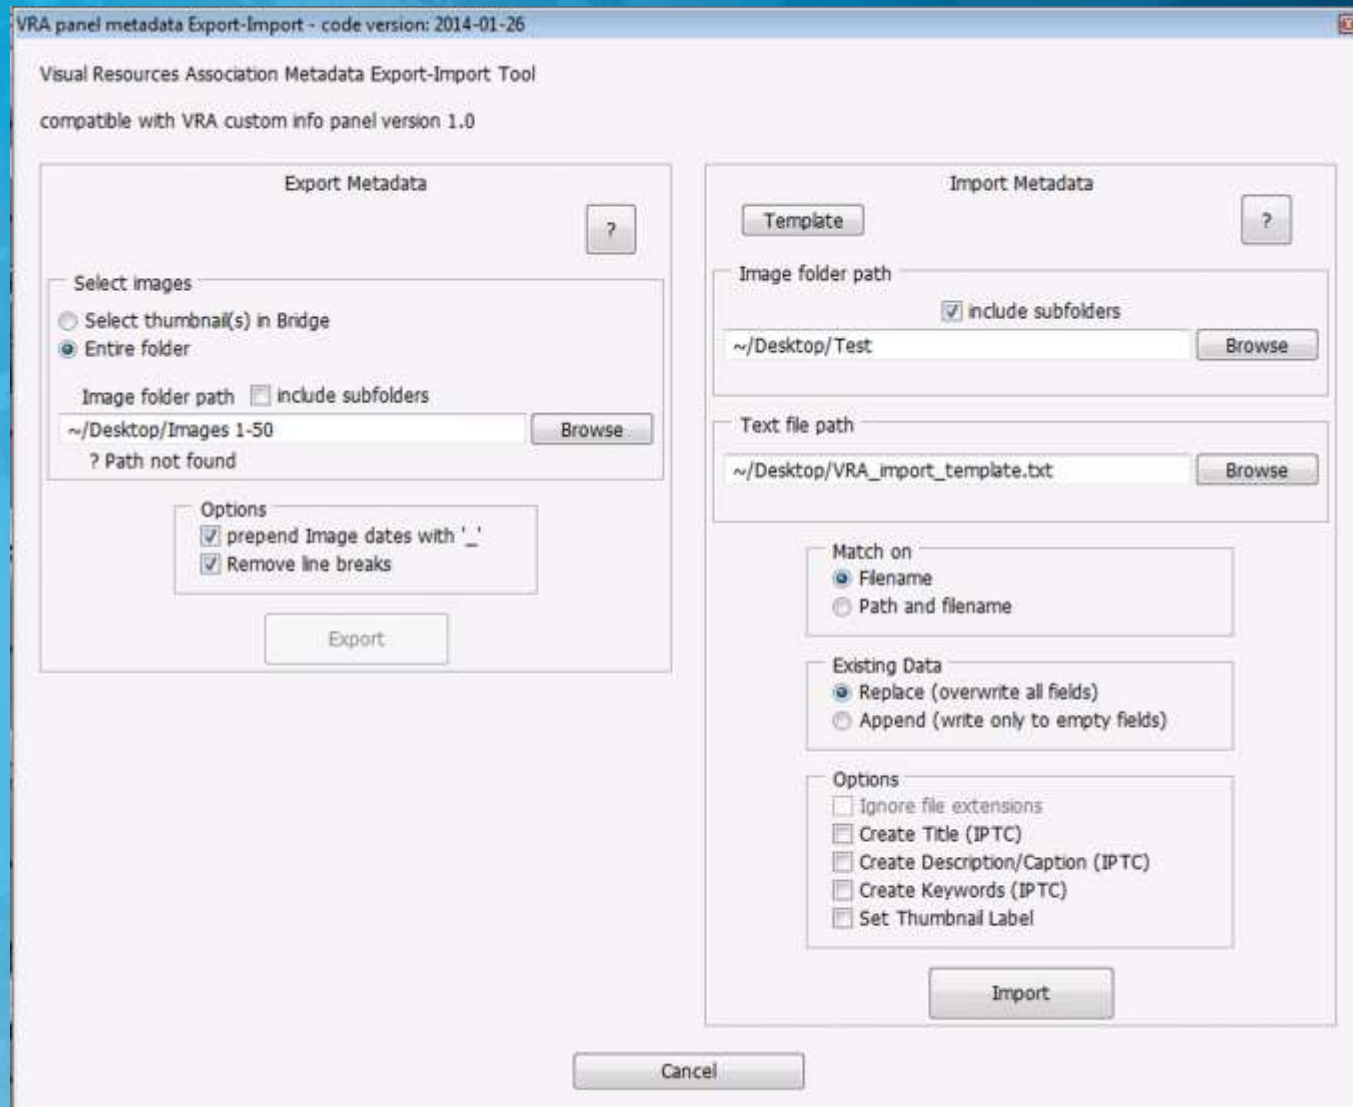 VRA panel metadata Export-Import - code version: 2014-01-26
Visual Resources Association Metadata Export-Import Tool
compatible with VRA custom info panel version 1.0
Export Metadata
?
Select images
Select thumbnail(s) in Bridge
Entire folder
Image folder path include subfolders
~/Desktop/Images 1-50 Browse
? Path not found
Options
prepend Image dates with '_'
Remove line breaks
Export
Import Metadata
Template ?
Image folder path
include subfolders
~/Desktop/Test Browse
Text file path
~/Desktop/VRA_import_template.txt Browse
Match on
Filename
Path and filename
Existing Data
Replace (overwrite all fields)
Append (write only to empty fields)
Options
Ignore file extensions
Create Title (IPTC)
Create Description/Caption (IPTC)
Create Keywords (IPTC)
Set Thumbnail Label
Import
Cancel